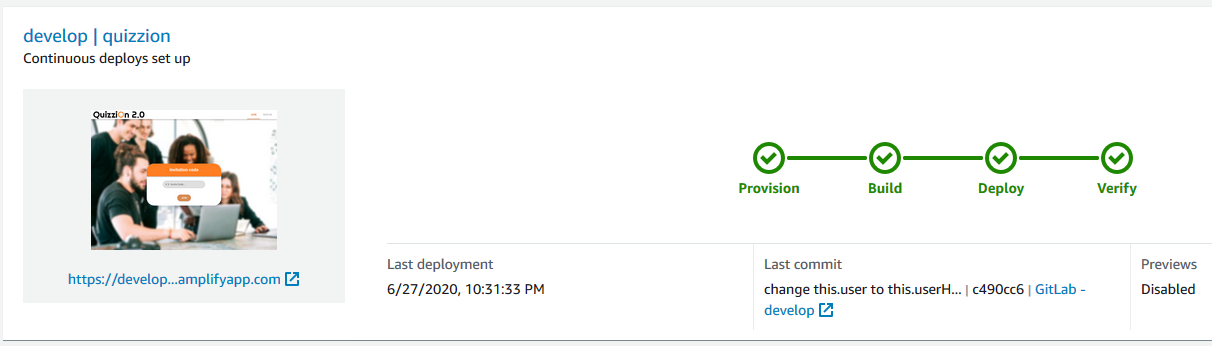 develop | quizzion
Continuous deploys set up
QuizziOn 2.0
Invitation code
https://develop...amplifyapp.com
Provision
Build
Deploy
Verify
Last deployment
6/27/2020, 10:31:33 PM
Last commit
change this.user to this.userH... | c490cc6 | GitLab -
develop
Previews
Disabled